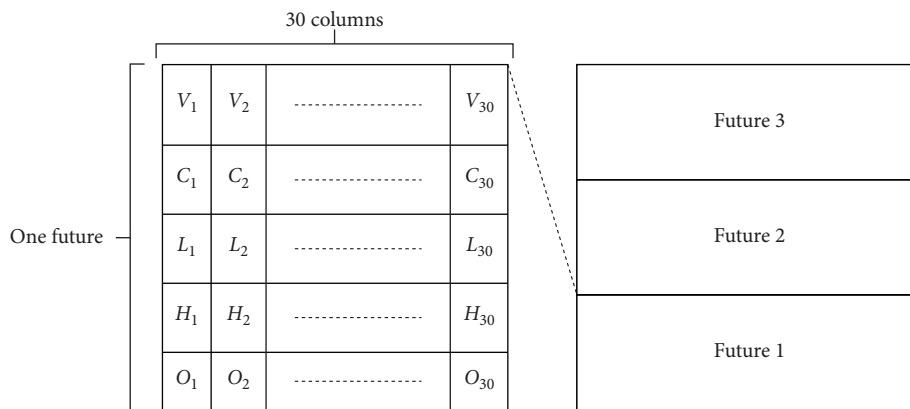 30 columns
V1 V2 V30
C1 C2 C30
One future
L1 L2 L30
H1 H2 H30
O1 O2 O30
Future 3
Future 2
Future 1